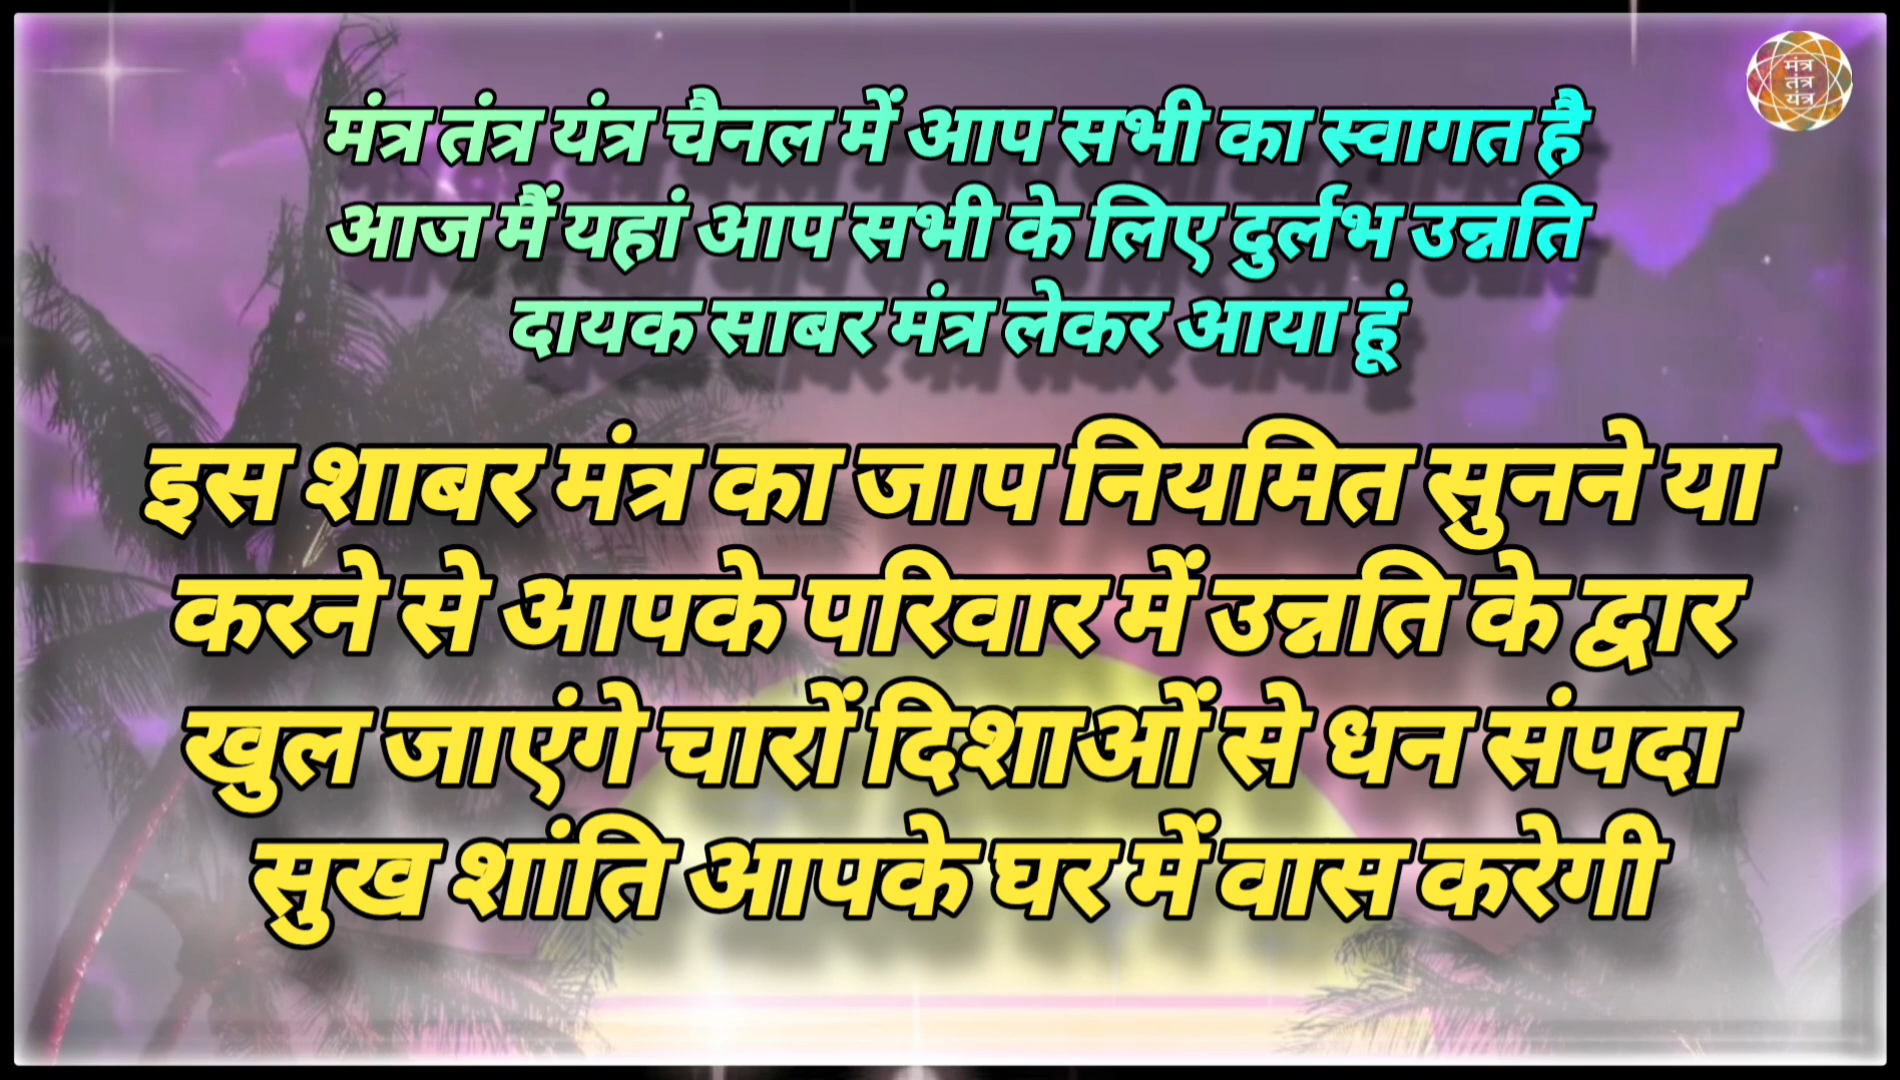 मंत्र
तंत्र
यंत्र
मंत्र तंत्र यंत्र चैनल में आप सभी का स्वागत है
आज मैं यहां आप सभी के लिए दुर्लभ उन्नति
दायक साबर मंत्र लेकर आया हूं
इस शाबर मंत्र का जाप नियमित सुनने या
करने से आपके परिवार में उन्नति के द्वार
खुल जाएंगे चारों दिशाओं से धन संपदा
सुख शांति आपके घर में वास करेगी